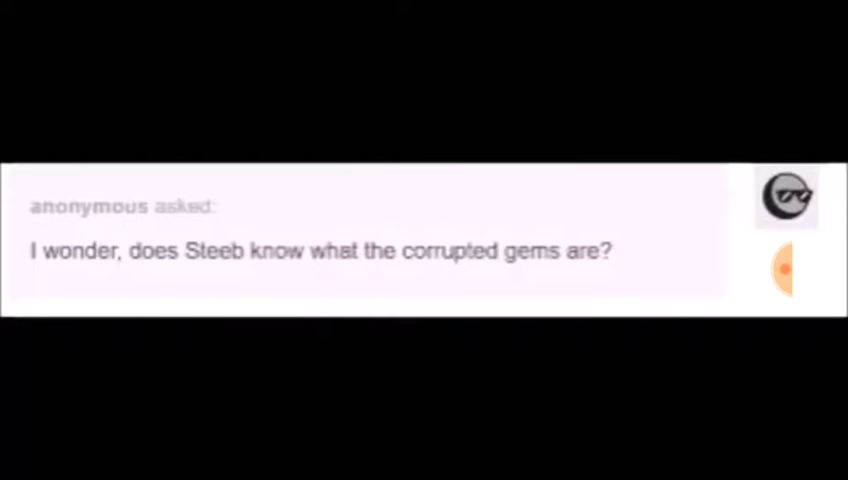 anonymous asked:
I wonder, does Steeb know what the corrupted gems are?